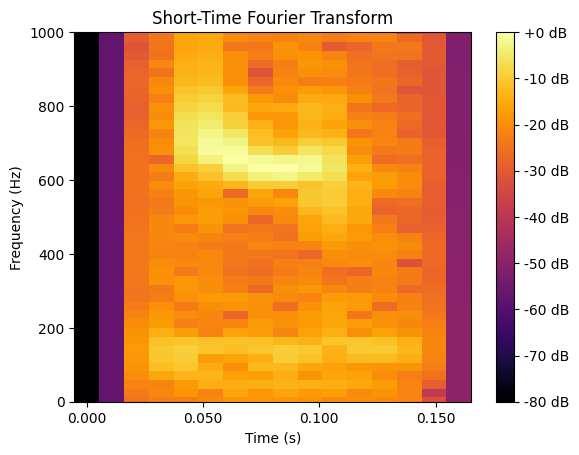 Short-Time Fourier Transform
1000
800
600
400
200
0
Frequency (Hz)
0.000
0.050
0.100
0.150
Time (s)
+0 dB
-10 dB
-20 dB
-30 dB
-40 dB
-50 dB
-60 dB
-70 dB
-80 dB